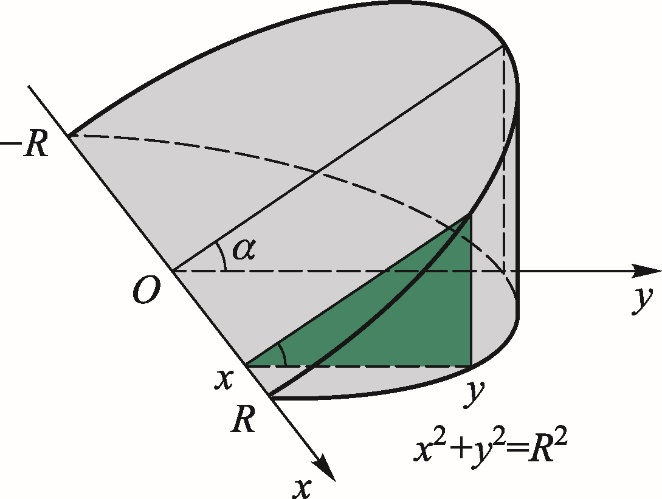 −R
α
O
y
x
y
R
x²+y²=R²
x